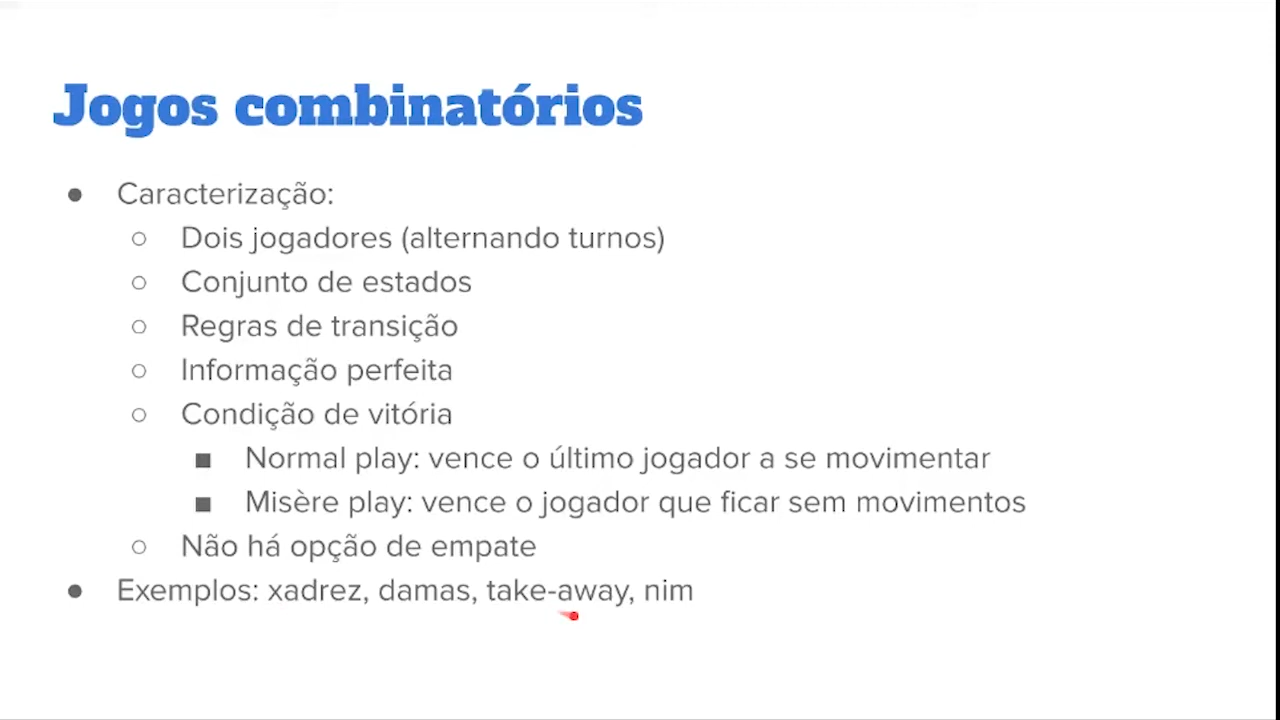 Jogos combinatórios
● Caracterização:
○ Dois jogadores (alternando turnos)
○ Conjunto de estados
○ Regras de transição
○ Informação perfeita
○ Condição de vitória
■ Normal play: vence o último jogador a se movimentar
■ Misère play: vence o jogador que ficar sem movimentos
○ Não há opção de empate
● Exemplos: xadrez, damas, take-away, nim